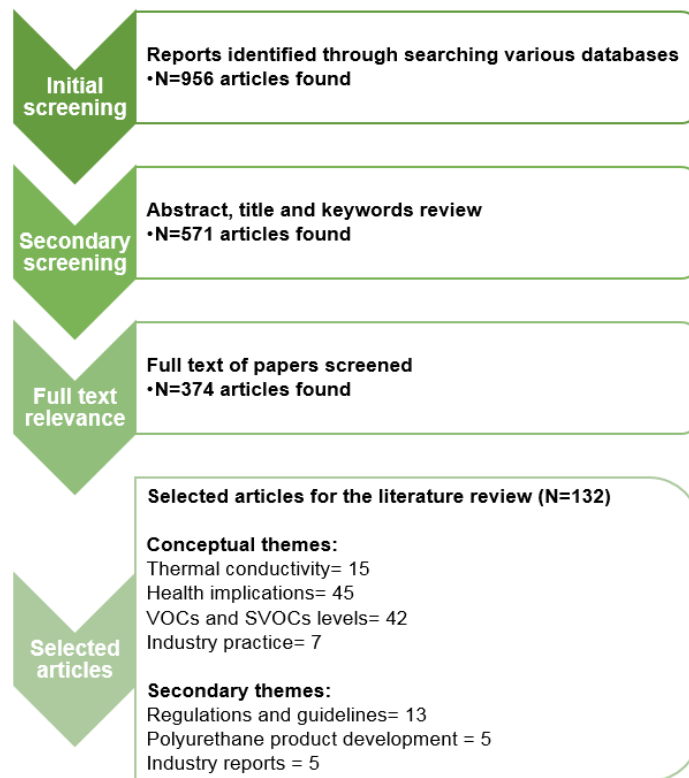 Initial
screening
Reports identified through searching various databases
•N=956 articles found
Secondary
screening
Abstract, title and keywords review
•N=571 articles found
Full text
relevance
Full text of papers screened
•N=374 articles found
Selected
articles
Selected articles for the literature review (N=132)
Conceptual themes:
Thermal conductivity= 15
Health implications= 45
VOCs and SVOCs levels= 42
Industry practice= 7
Secondary themes:
Regulations and guidelines= 13
Polyurethane product development = 5
Industry reports = 5